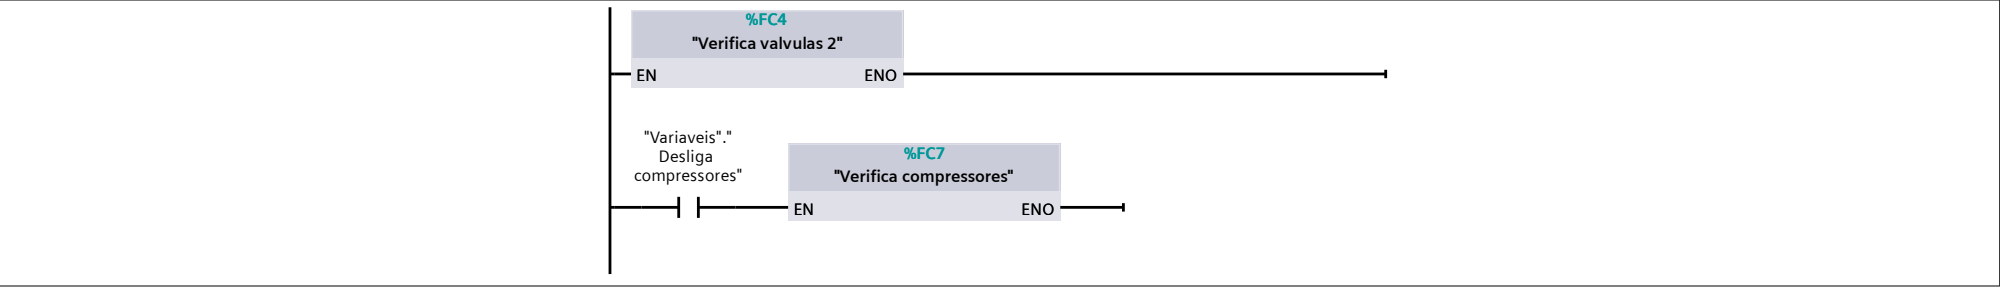 %FC4
"Verifica valvulas 2"
EN ENO
"Variaveis"."
Desliga
compressores"
%FC7
"Verifica compressores"
EN ENO